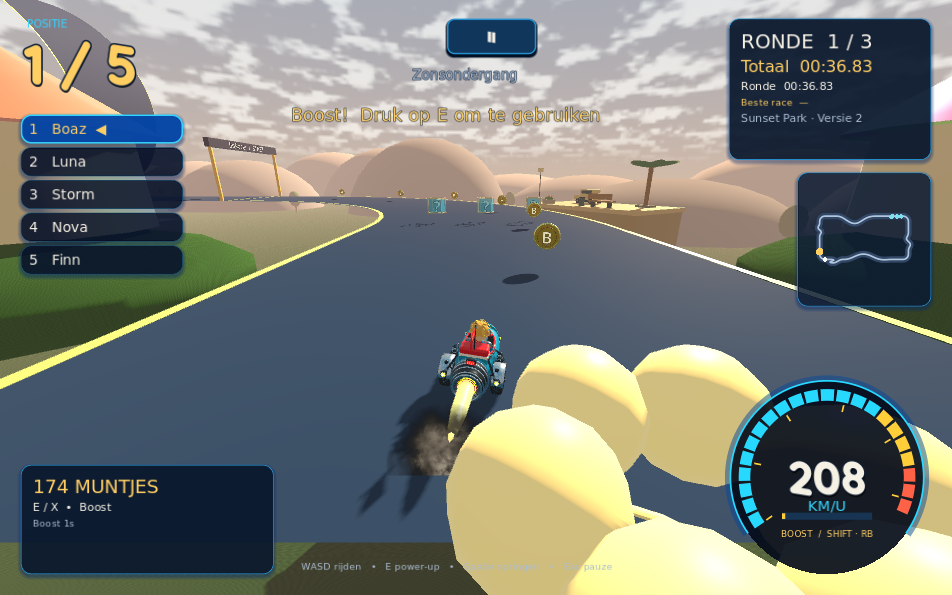 POSITIE
1 / 5
1 Boaz ◀
2 Luna
3 Storm
4 Nova
5 Finn
Zonsondergang
Boost! Druk op E om te gebruiken
RONDE 1 / 3
Totaal 00:36.83
Ronde 00:36.83
Beste race —
Sunset Park · Versie 2
B
B
174 MUNTJES
E / X • Boost
Boost 1s
208
KM/U
BOOST / SHIFT · RB
WASD rijden • E power-up •
pauze